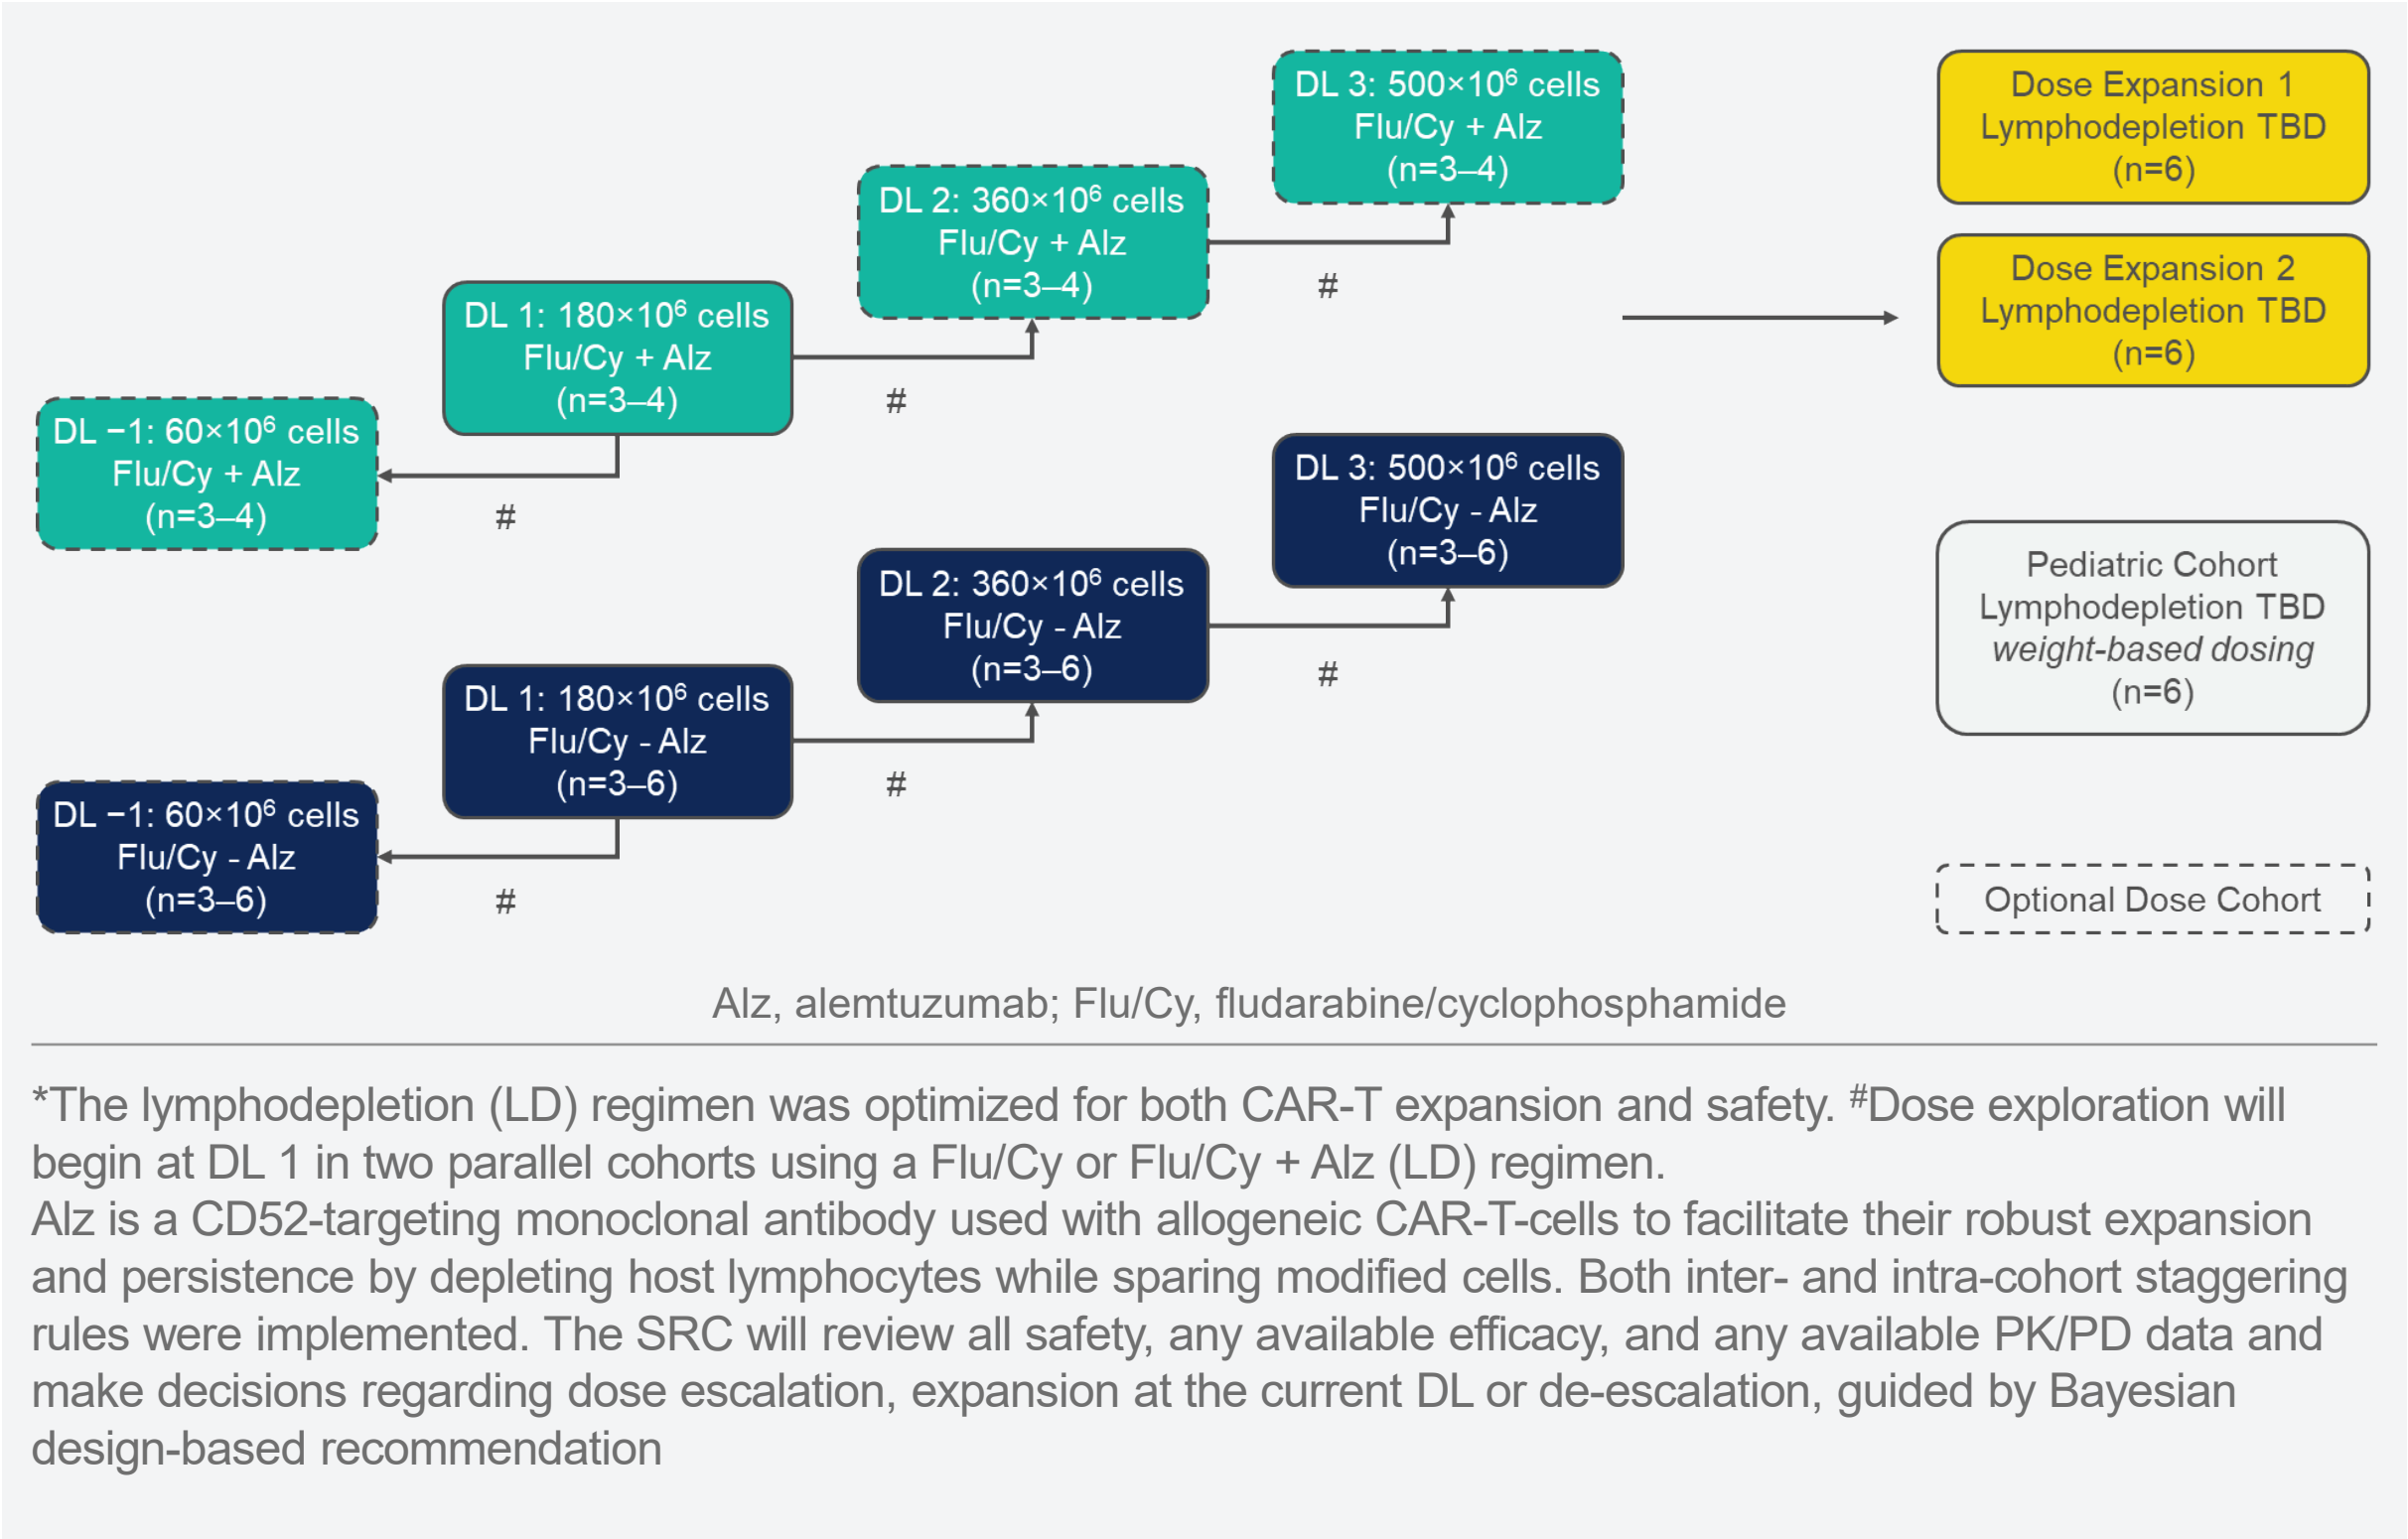 DL 3: 500×10⁶ cells
Flu/Cy + Alz
(n=3–4)
Dose Expansion 1
Lymphodepletion TBD
(n=6)
DL 2: 360×10⁶ cells
Flu/Cy + Alz
(n=3–4)
#
Dose Expansion 2
Lymphodepletion TBD
(n=6)
DL 1: 180×10⁶ cells
Flu/Cy + Alz
(n=3–4)
#
DL −1: 60×10⁶ cells
Flu/Cy + Alz
(n=3–4)
#
DL 3: 500×10⁶ cells
Flu/Cy - Alz
(n=3–6)
DL 2: 360×10⁶ cells
Flu/Cy - Alz
(n=3–6)
#
Pediatric Cohort
Lymphodepletion TBD
weight-based dosing
(n=6)
DL 1: 180×10⁶ cells
Flu/Cy - Alz
(n=3–6)
#
DL −1: 60×10⁶ cells
Flu/Cy - Alz
(n=3–6)
#
Optional Dose Cohort
Alz, alemtuzumab; Flu/Cy, fludarabine/cyclophosphamide
*The lymphodepletion (LD) regimen was optimized for both CAR-T expansion and safety. #Dose exploration will
begin at DL 1 in two parallel cohorts using a Flu/Cy or Flu/Cy + Alz (LD) regimen.
Alz is a CD52-targeting monoclonal antibody used with allogeneic CAR-T-cells to facilitate their robust expansion
and persistence by depleting host lymphocytes while sparing modified cells. Both inter- and intra-cohort staggering
rules were implemented. The SRC will review all safety, any available efficacy, and any available PK/PD data and
make decisions regarding dose escalation, expansion at the current DL or de-escalation, guided by Bayesian
design-based recommendation